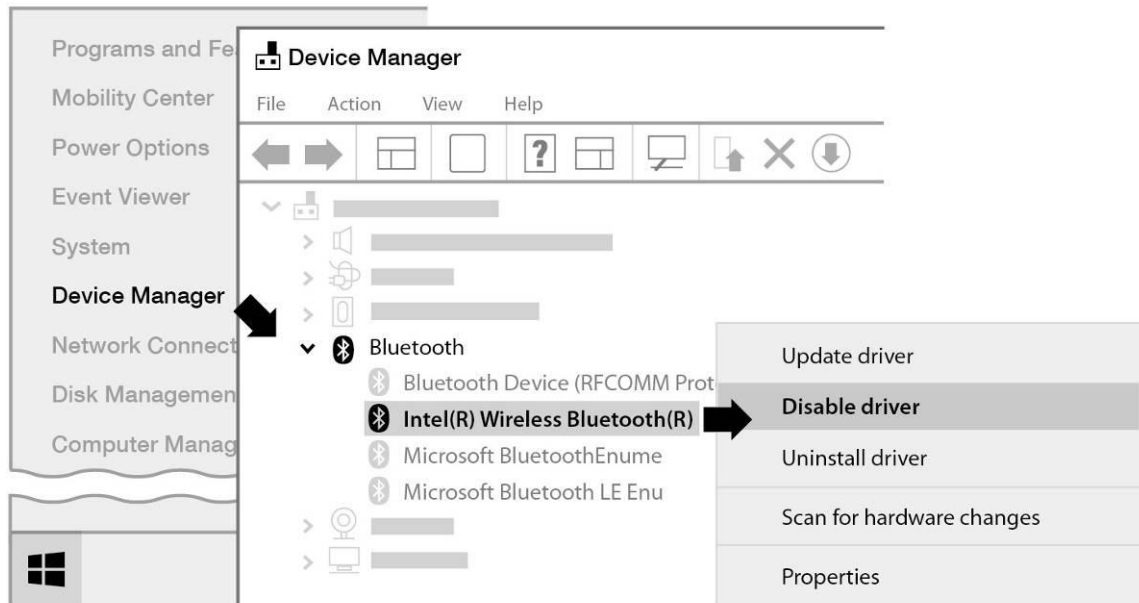 Programs and Fe
Mobility Center
Power Options
Event Viewer
System
Device Manager
Network Connect
Disk Managemen
Computer Manag
Device Manager
File Action View Help
?
Bluetooth
Bluetooth Device (RFCOMM Prot
Intel(R) Wireless Bluetooth(R)
Microsoft BluetoothEnume
Microsoft Bluetooth LE Enu
Update driver
Disable driver
Uninstall driver
Scan for hardware changes
Properties